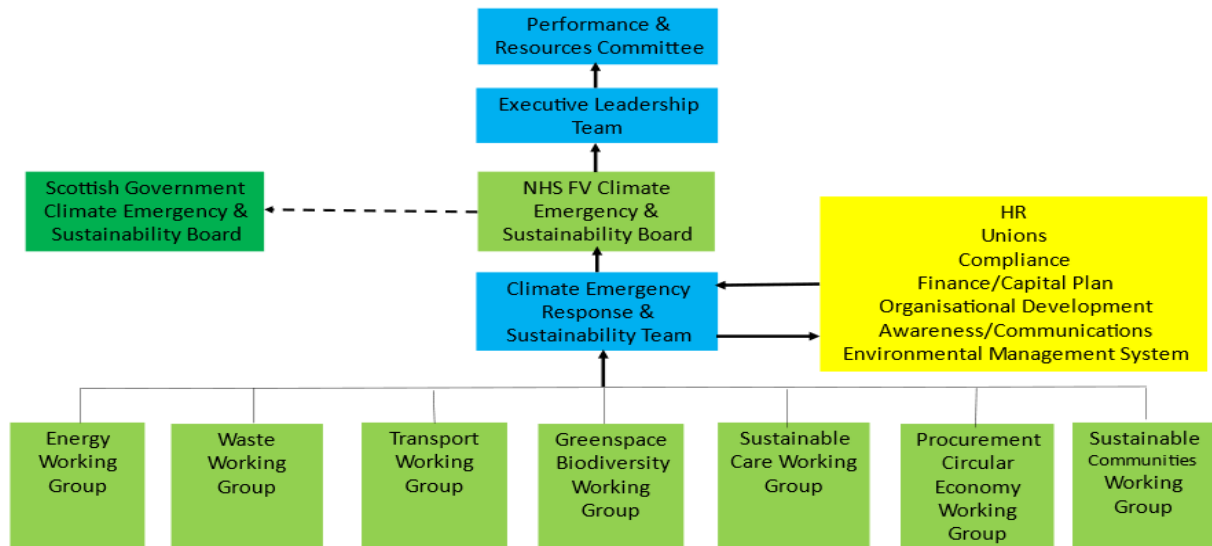 Performance &
Resources Committee
Executive Leadership
Team
Scottish Government
Climate Emergency &
Sustainability Board
NHS FV Climate
Emergency &
Sustainability Board
HR
Unions
Compliance
Finance/Capital Plan
Organisational Development
Awareness/Communications
Environmental Management System
Climate Emergency
Response &
Sustainability Team
Energy
Working
Group
Waste
Working
Group
Transport
Working
Group
Greenspace
Biodiversity
Working
Group
Sustainable
Care Working
Group
Procurement
Circular
Economy
Working
Group
Sustainable
Communities
Working
Group